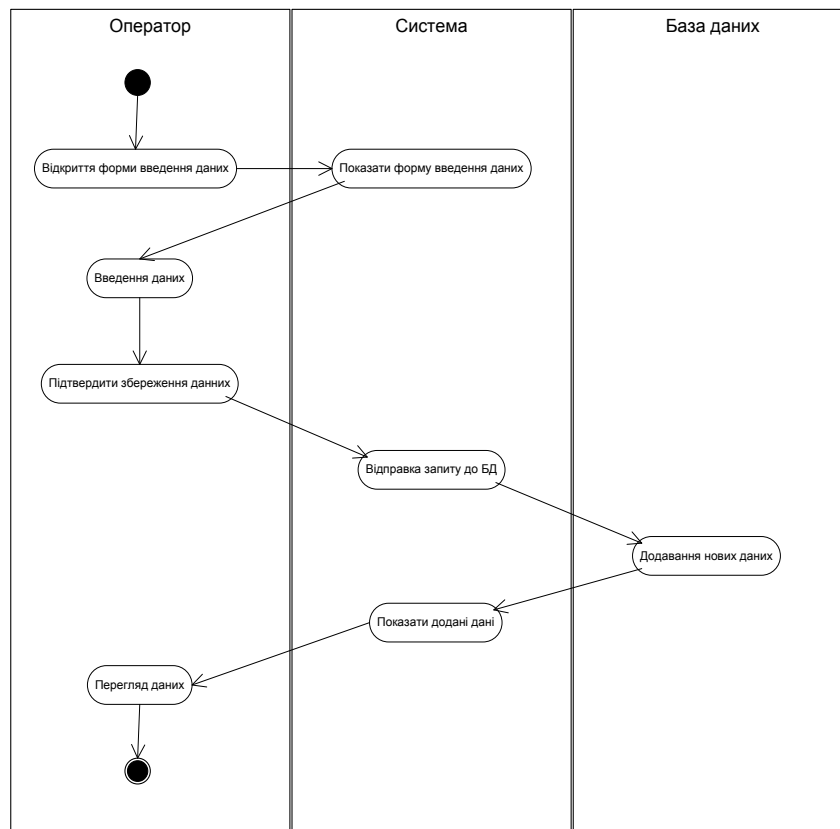 Оператор
Система
База даних
Відкриття форми введення даних
Показати форму введення даних
Введення даних
Підтвердити збереження данних
Відправка запиту до БД
Додавання нових даних
Показати додані дані
Перегляд даних